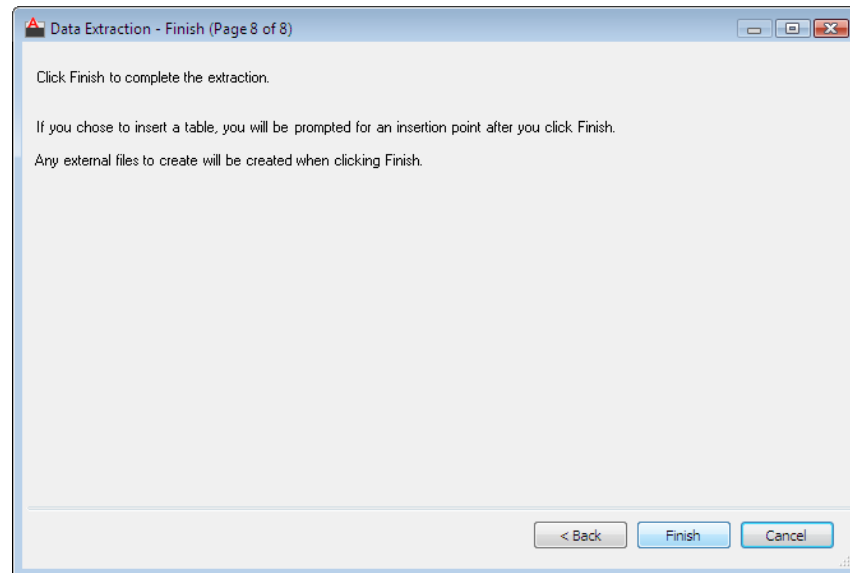 Data Extraction - Finish (Page 8 of 8)
Click Finish to complete the extraction.
If you chose to insert a table, you will be prompted for an insertion point after you click Finish.
Any external files to create will be created when clicking Finish.
< Back Finish Cancel